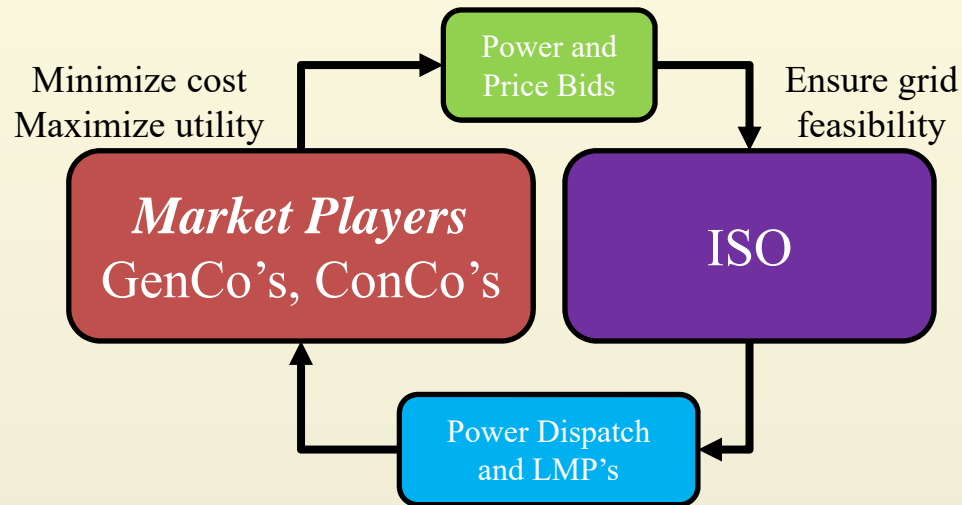 Power and
Price Bids
Minimize cost
Maximize utility
Ensure grid
feasibility
Market Players
GenCo’s, ConCo’s
ISO
Power Dispatch
and LMP’s